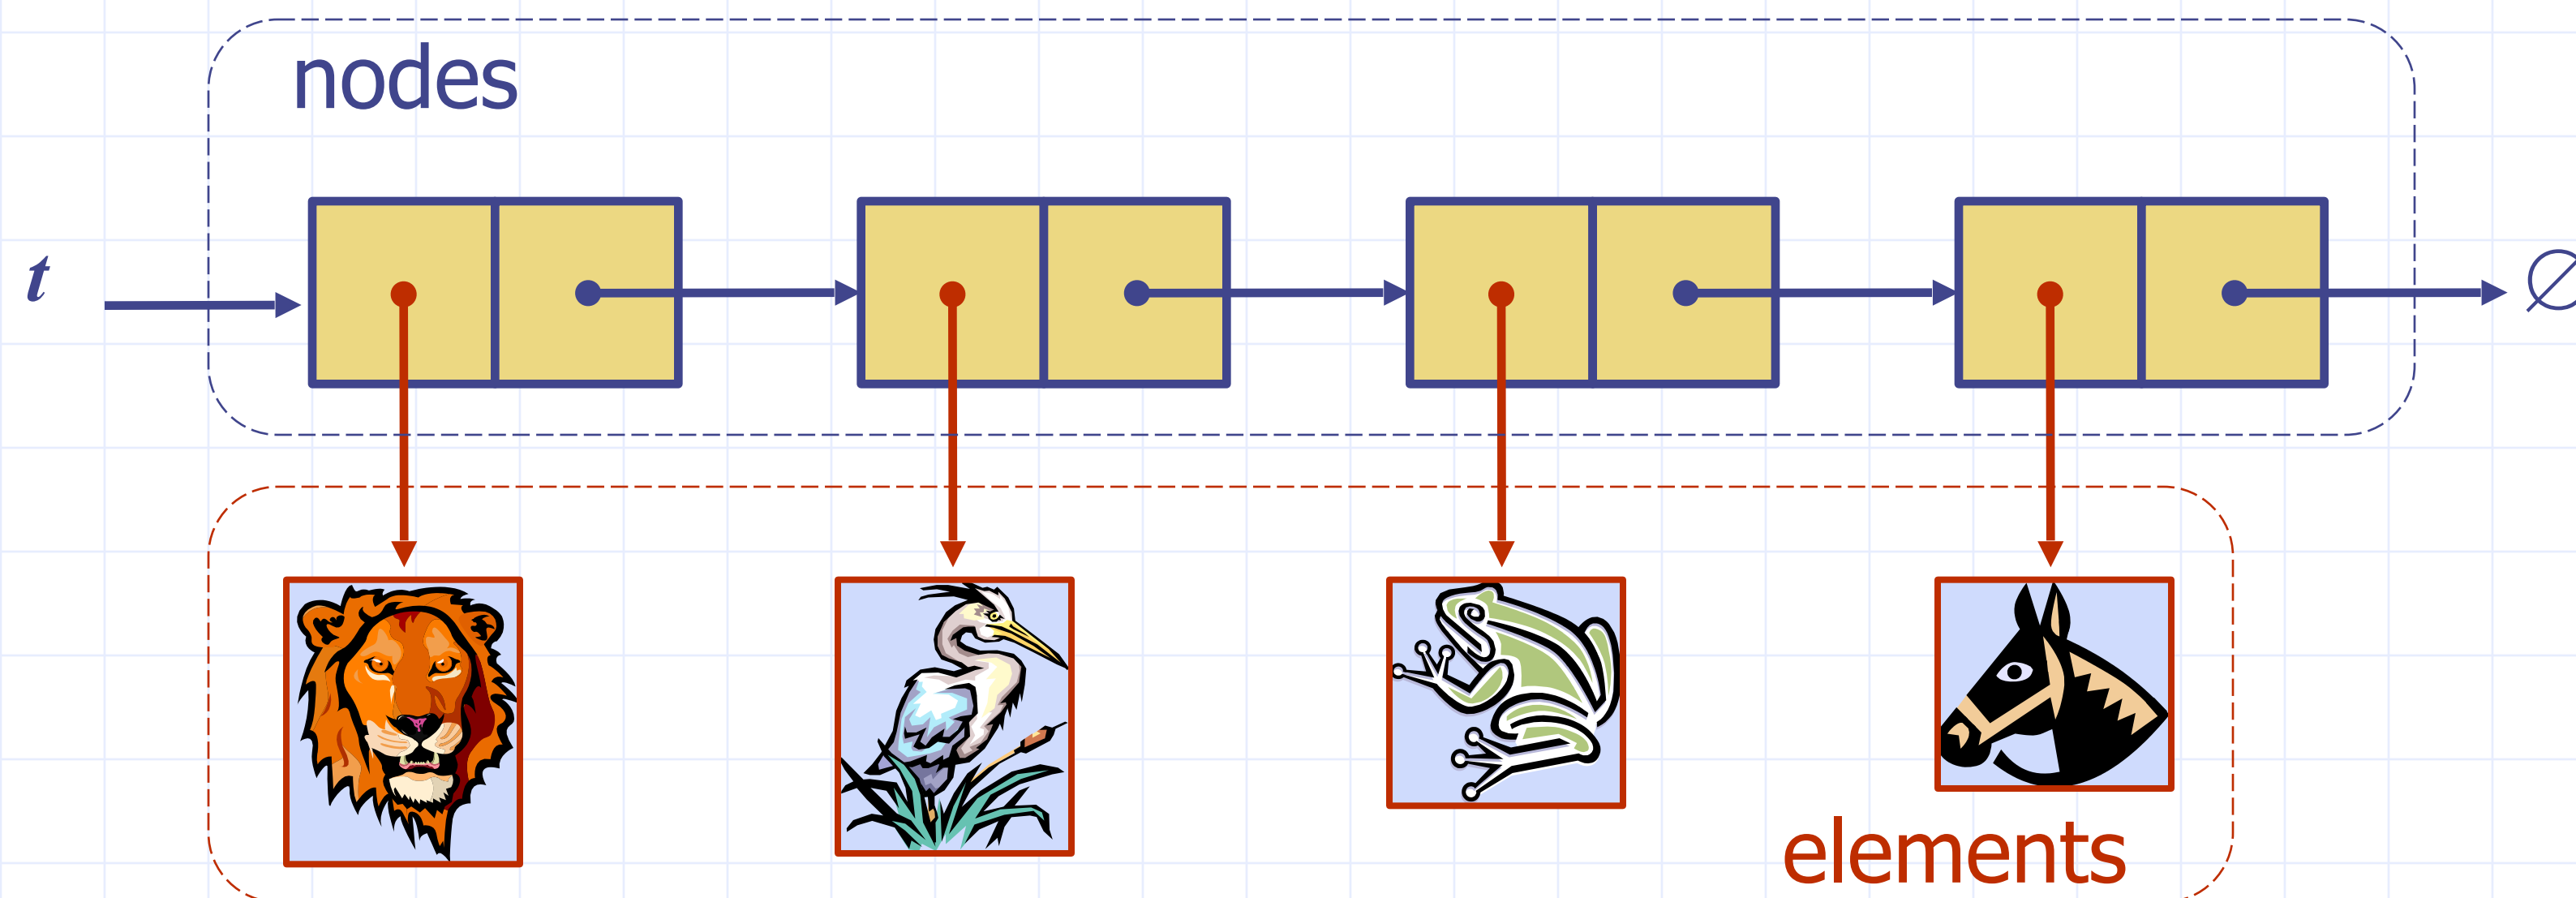 nodes
t
∅
elements